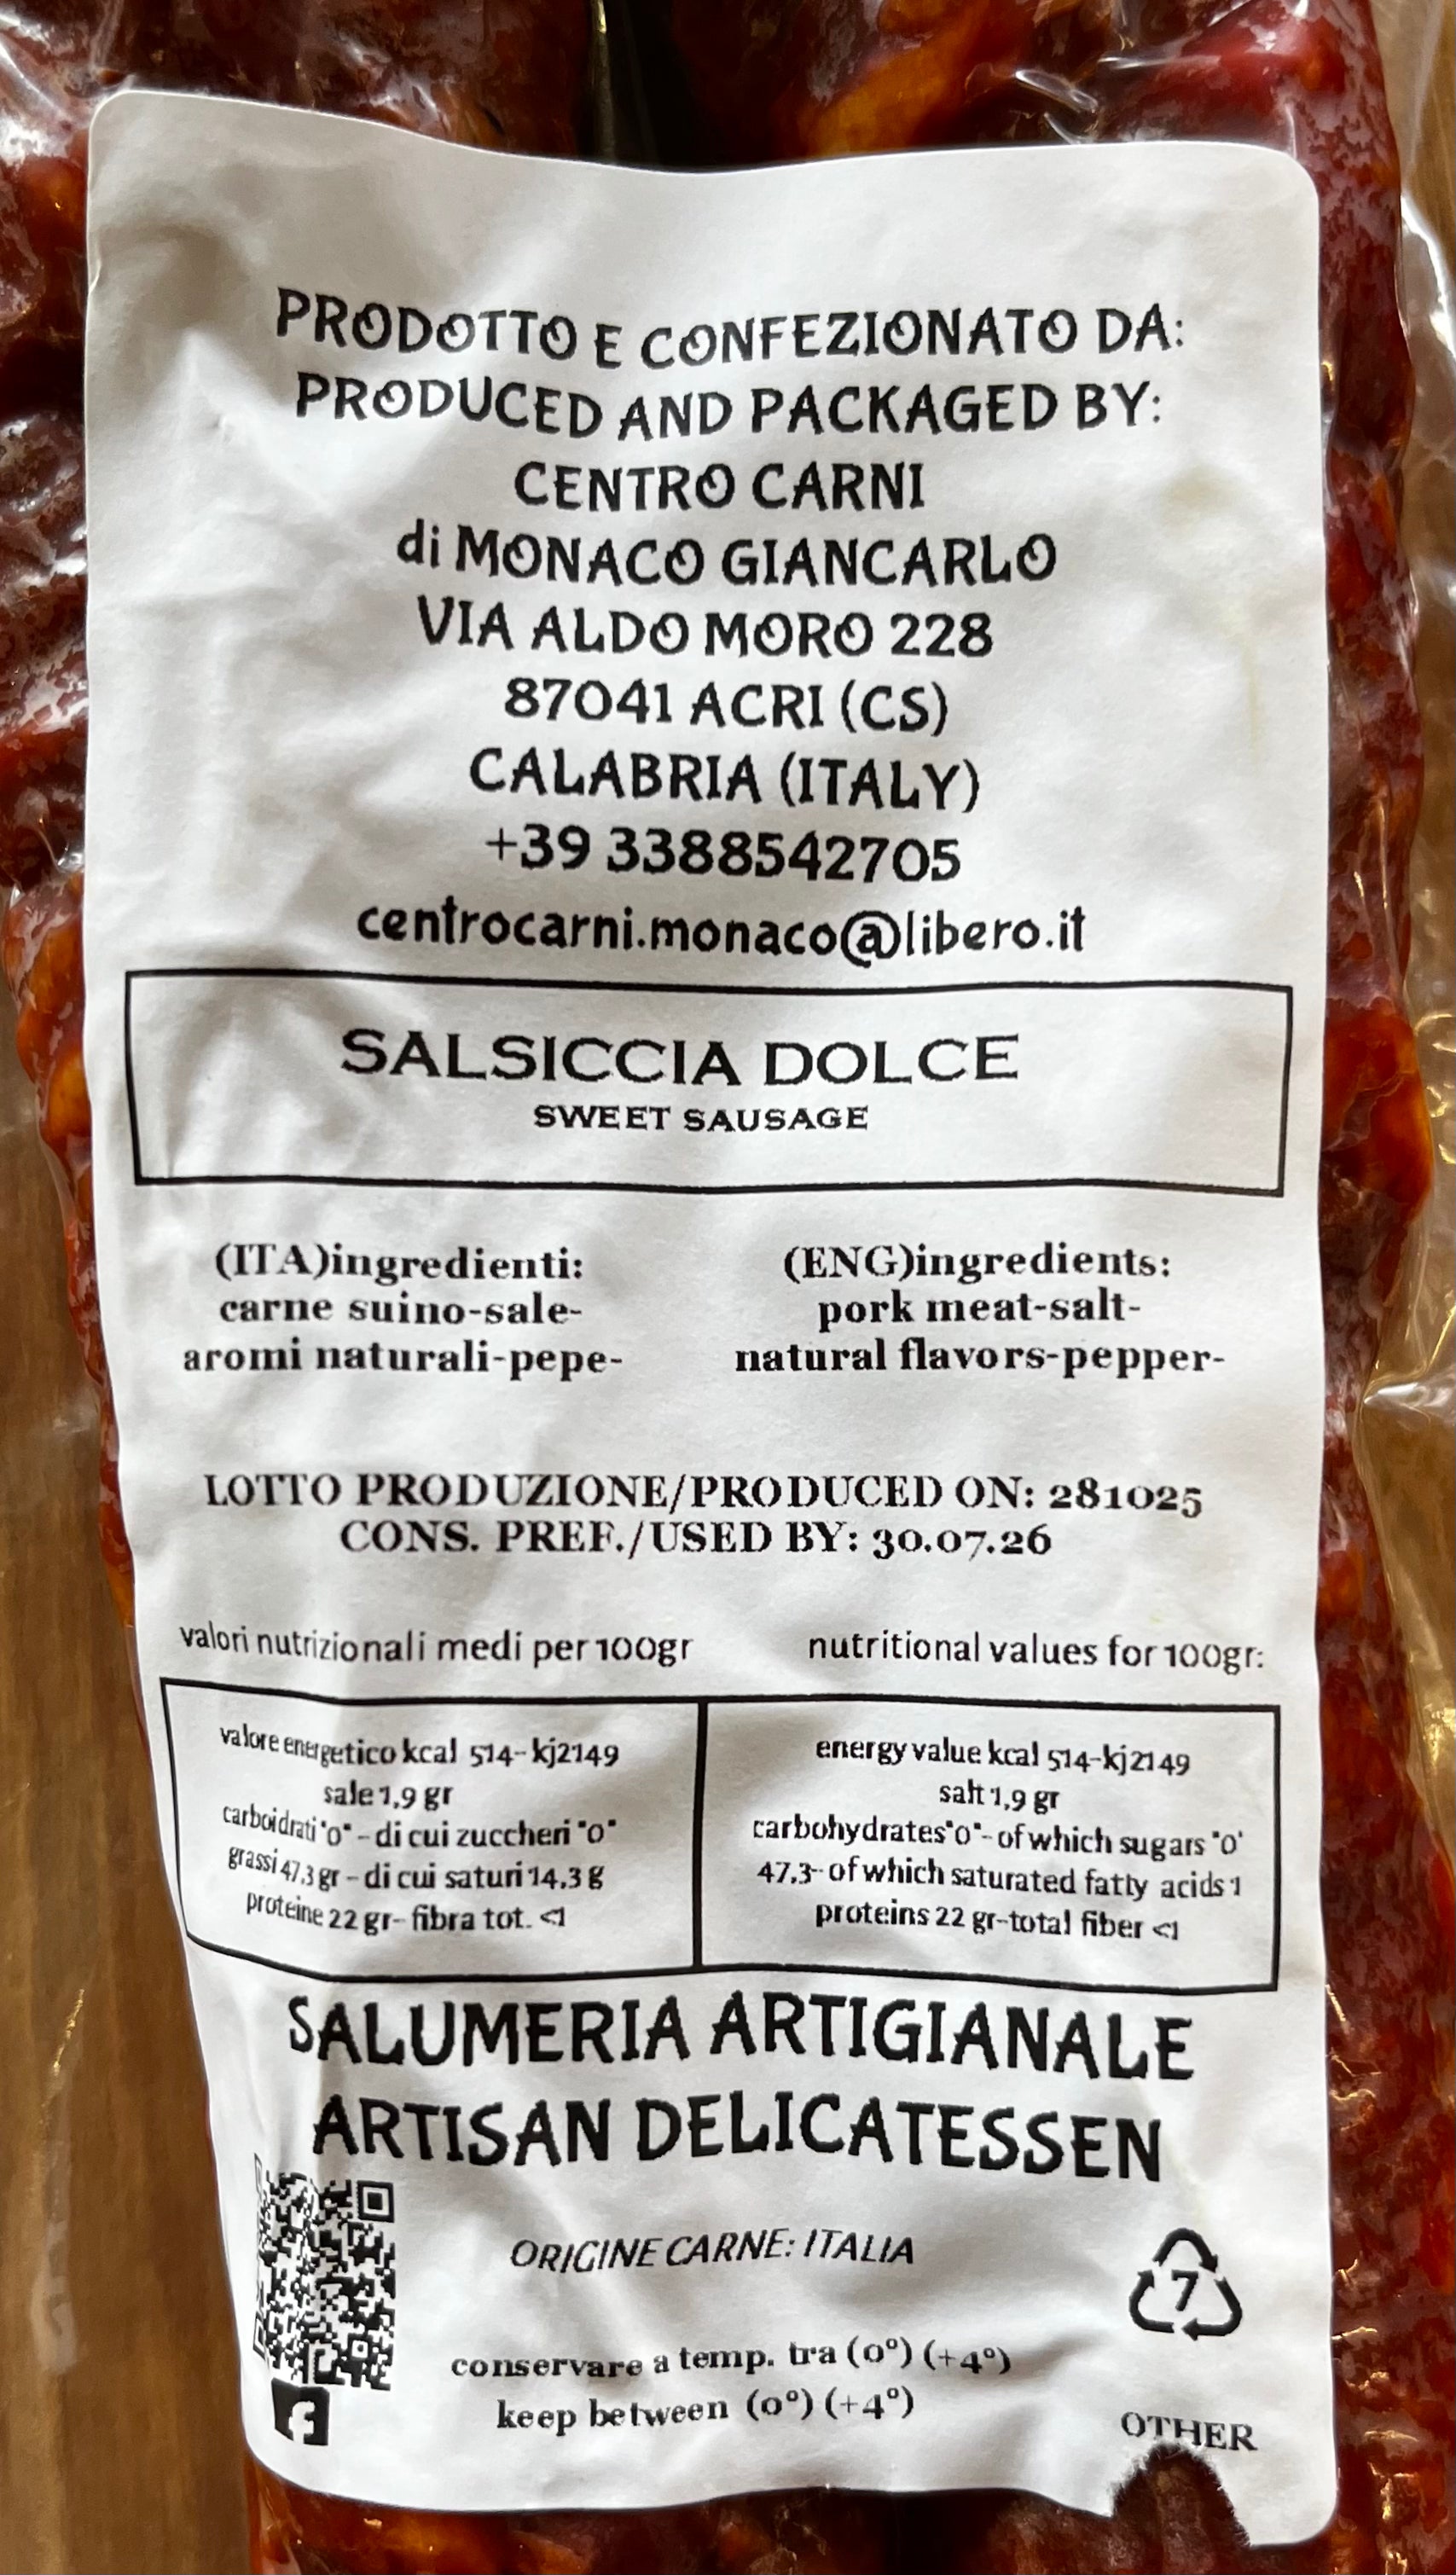 PRODOTTO E CONFEZIONATO DA:
PRODUCED AND PACKAGED BY:
CENTRO CARNI
di MONACO GIANCARLO
VIA ALDO MORO 228
87041 ACRI (CS)
CALABRIA (ITALY)
+39 3388542705
centrocarni.monaco@libero.it
SALSICCIA DOLCE
SWEET SAUSAGE
(ITA)ingredienti:
carne suino-sale-
aromi naturali-pepe-
(ENG)ingredients:
pork meat-salt-
natural flavors-pepper-
LOTTO PRODUZIONE/PRODUCED ON: 281025
CONS. PREF./USED BY: 30.07.26
valori nutrizionali medi per 100gr
valore energetico kcal 514-kj2149
sale 1,9 gr
carboidrati "0" - di cui zuccheri "0"
grassi 47,3 gr - di cui saturi 14,3 g
proteine 22 gr- fibra tot. <1
nutritional values for 100gr:
energy value kcal 514-kj2149
salt 1,9 gr
carbohydrates"0"- of which sugars "0'
47,3- of which saturated fatty acids 1
proteins 22 gr-total fiber <1
SALUMERIA ARTIGIANALE
ARTISAN DELICATESSEN
ORIGINE CARNE: ITALIA
7
conservare a temp. tra (0°) (+4°)
keep between (0°) (+4°)
OTHER